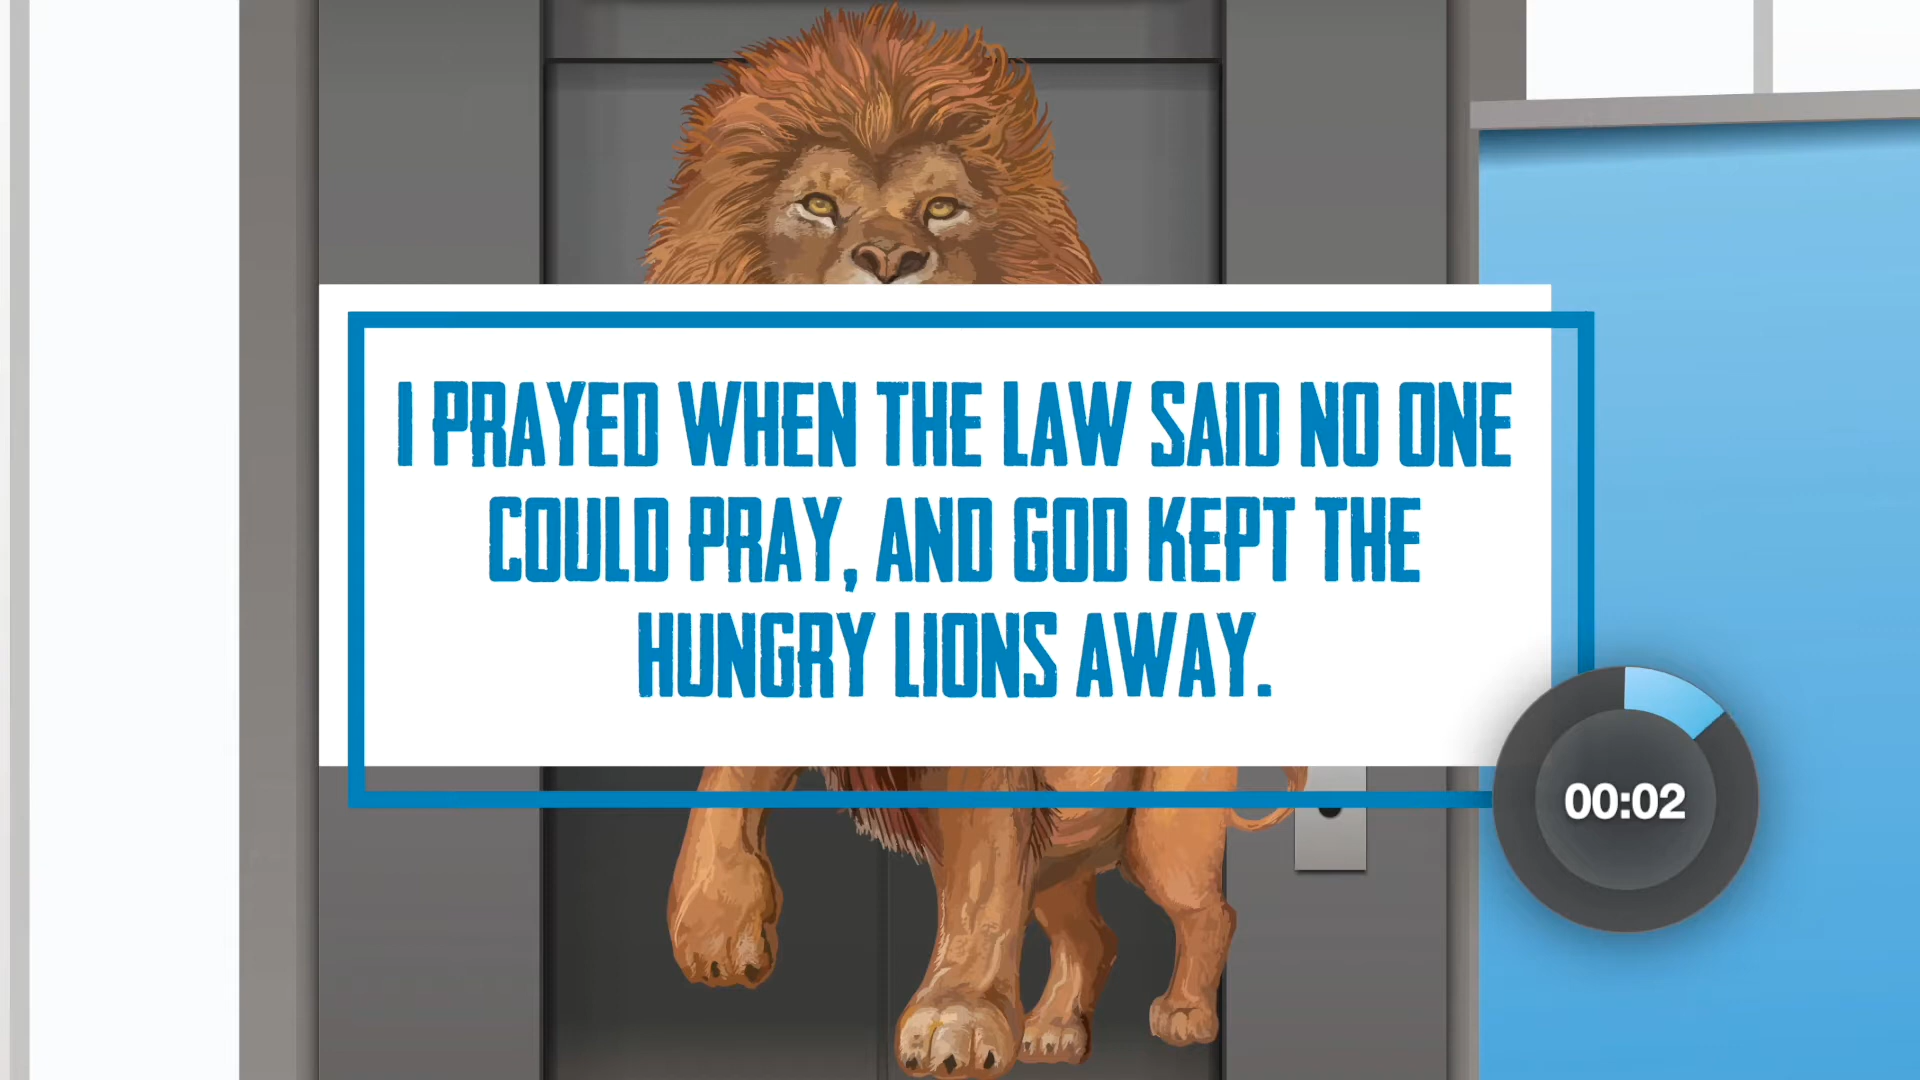 I PRAYED WHEN THE LAW SAID NO ONE
COULD PRAY, AND GOD KEPT THE
HUNGRY LIONS AWAY.
00:02